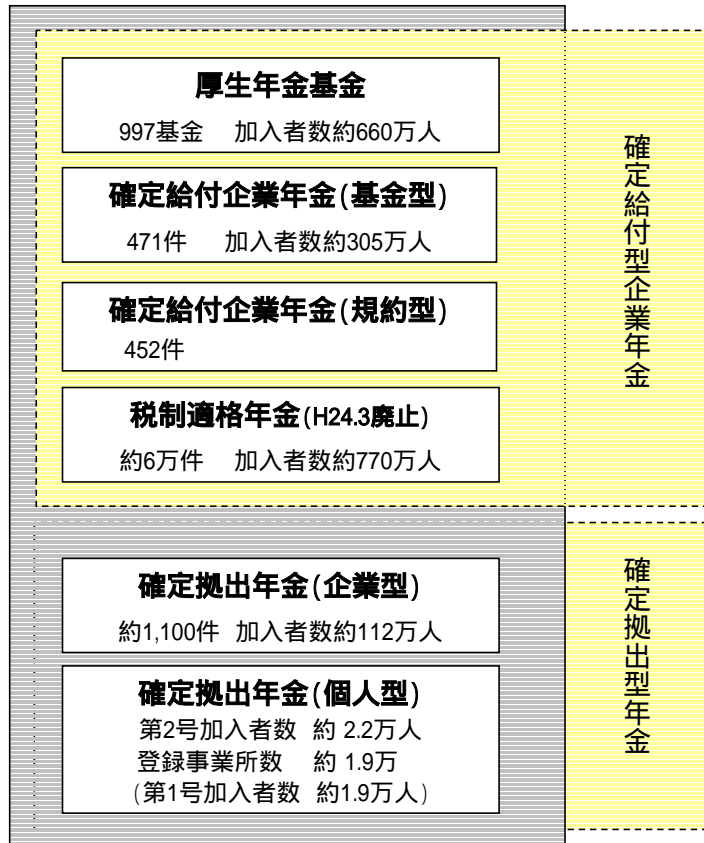 厚生年金基金
997基金 加入者数約660万人
確定給付企業年金(基金型)
471件 加入者数約305万人
確定給付企業年金(規約型)
452件
税制適格年金(H24.3廃止)
約6万件 加入者数約770万人
確定給付型企業年金
確定拠出年金(企業型)
約1,100件 加入者数約112万人
確定拠出年金(個人型)
第2号加入者数 約 2.2万人
登録事業所数 約 1.9万
(第1号加入者数 約1.9万人)
確定拠出型年金